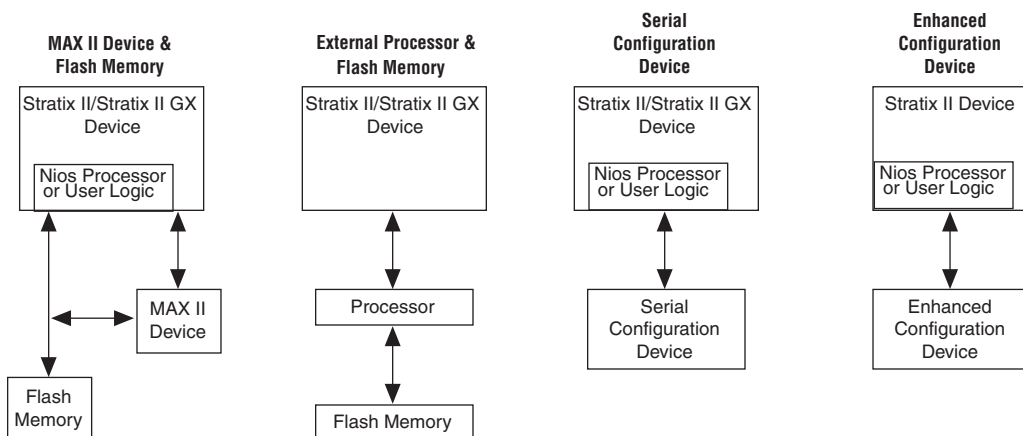 MAX II Device &
Flash Memory
Stratix II/Stratix II GX
Device
Nios Processor
or User Logic
MAX II
Device
Flash
Memory
External Processor &
Flash Memory
Stratix II/Stratix II GX
Device
Processor
Flash Memory
Serial
Configuration
Device
Stratix II/Stratix II GX
Device
Nios Processor
or User Logic
Serial
Configuration
Device
Enhanced
Configuration
Device
Stratix II Device
Nios Processor
or User Logic
Enhanced
Configuration
Device